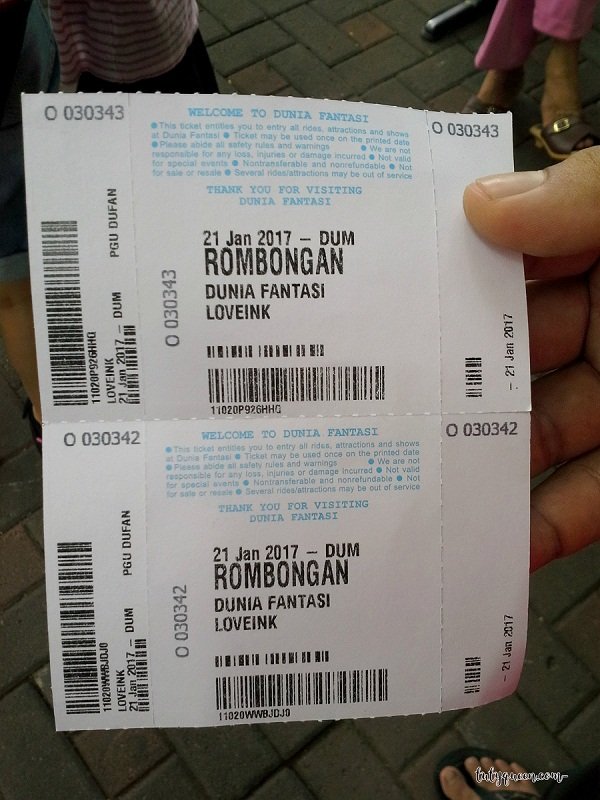 O 030343
WELCOME TO DUNIA FANTASI
● This ticket entitles you to entry all rides, attractions and shows
at Dunia Fantasi ● Ticket may be used once on the printed date
● Please abide all safety rules and warnings ● We are not
responsible for any loss, injuries or damage incurred ● Not valid
for special events ● Nontransferable and nonrefundable ● Not
for sale or resale ● Several rides/attractions may be out of service
THANK YOU FOR VISITING
DUNIA FANTASI
21 Jan 2017 – DUM
ROMBONGAN
DUNIA FANTASI
LOVEINK
11020P926HHQ
O 030343
PGU DUFAN
11020P926HHQ
LOVEINK
21 Jan 2017 – DUM
O 030343
– 21 Jan 2017
O 030342
WELCOME TO DUNIA FANTASI
● This ticket entitles you to entry all rides, attractions and shows
at Dunia Fantasi ● Ticket may be used once on the printed date
● Please abide all safety rules and warnings ● We are not
responsible for any loss, injuries or damage incurred ● Not valid
for special events ● Nontransferable and nonrefundable ● Not
for sale or resale ● Several rides/attractions may be out of service
THANK YOU FOR VISITING
DUNIA FANTASI
21 Jan 2017 – DUM
ROMBONGAN
DUNIA FANTASI
LOVEINK
11020WWBJDJ0
O 030342
PGU DUFAN
11020WWBJDJ0
LOVEINK
21 Jan 2017 – DUM
O 030342
– 21 Jan 2017